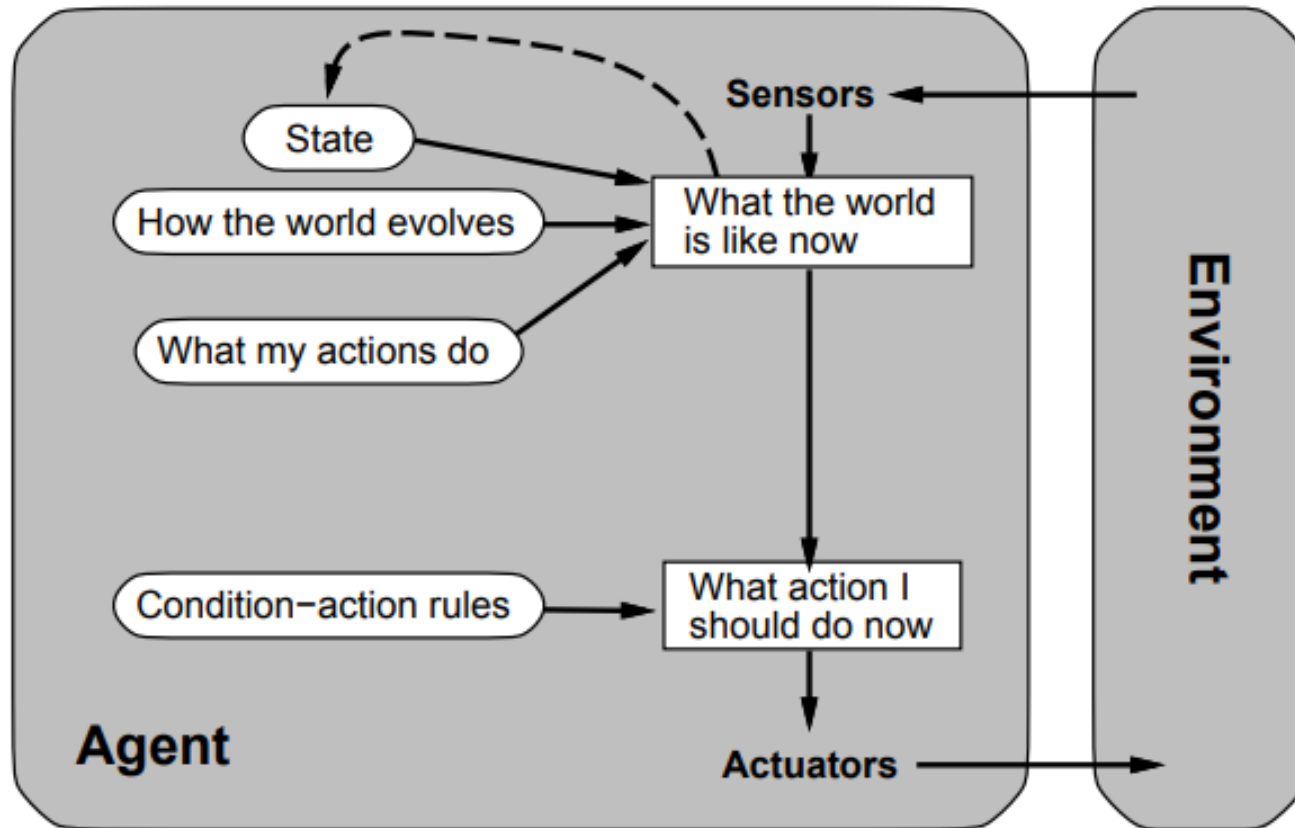 Sensors
State
What the world
is like now
How the world evolves
What my actions do
Environment
Condition−action rules
What action I
should do now
Agent
Actuators